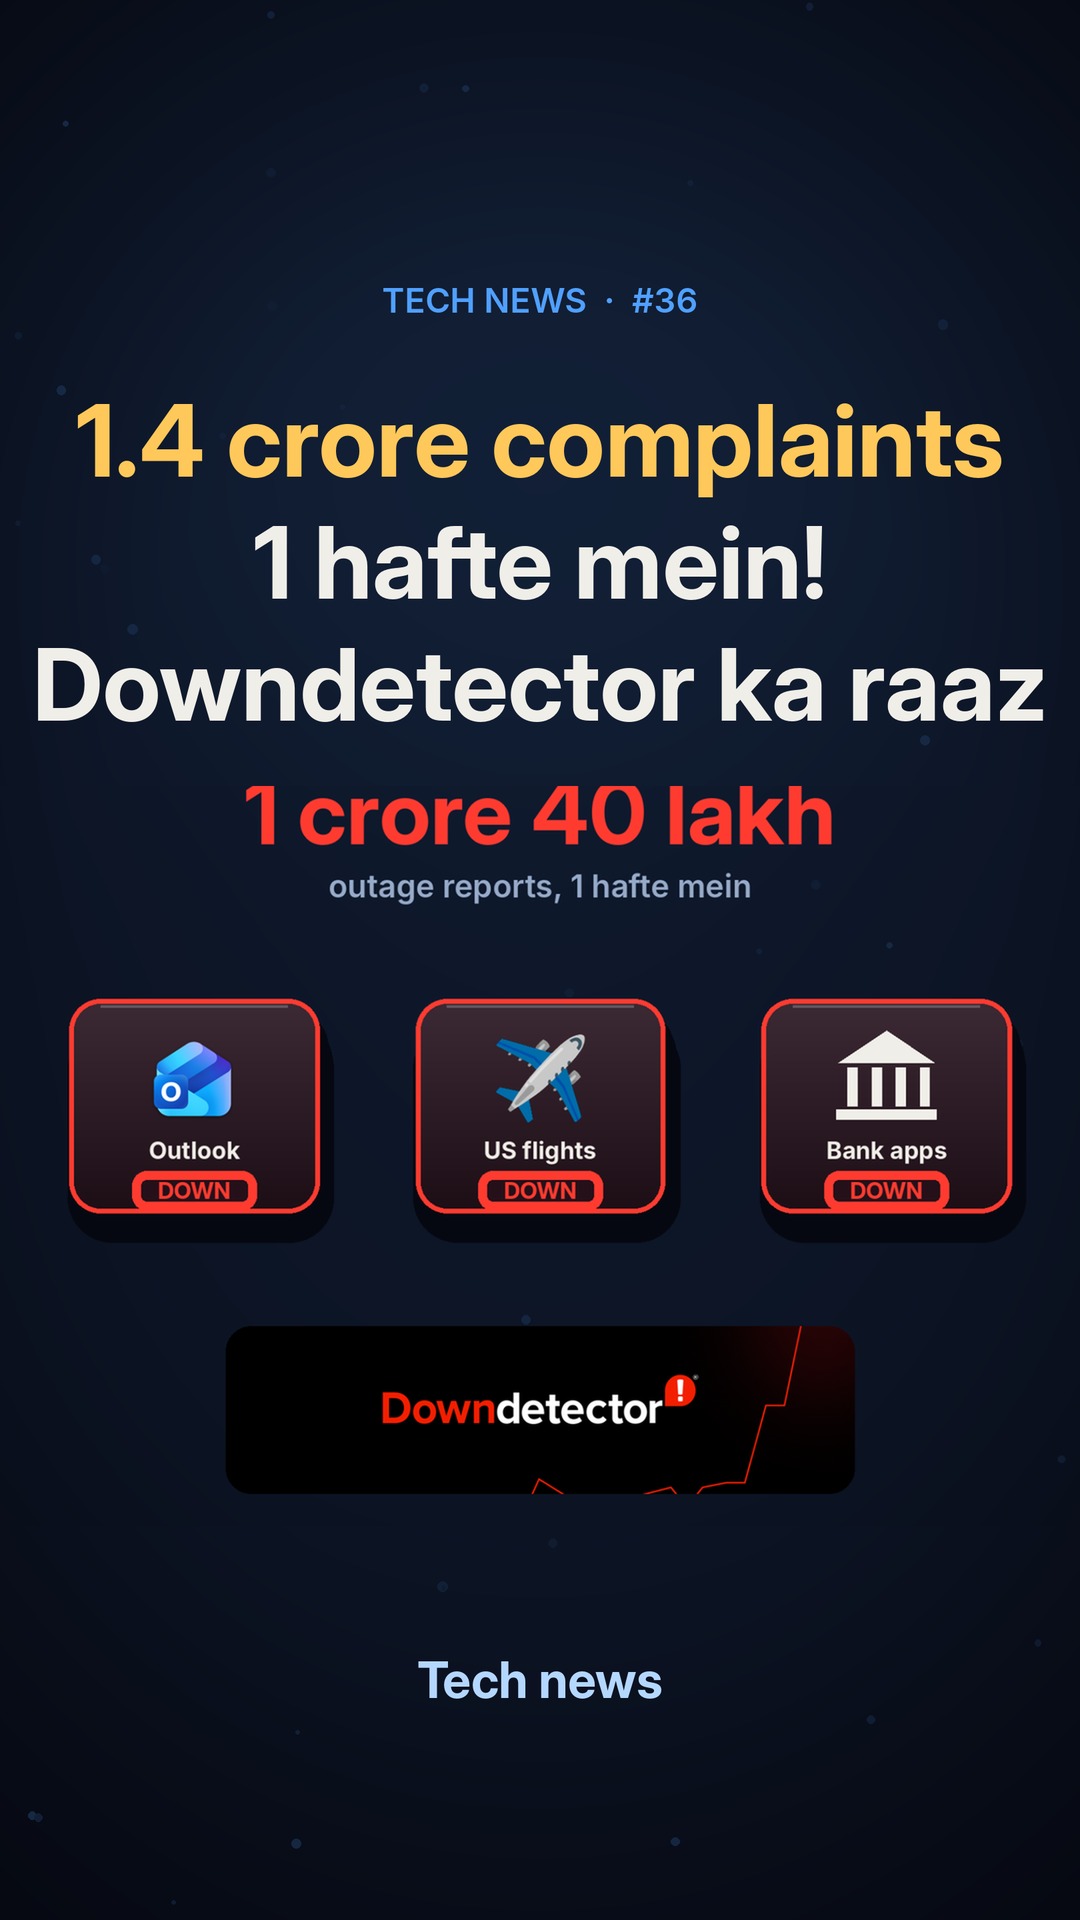 TECH NEWS · #36
1.4 crore complaints
1 hafte mein!
Downdetector ka raaz
1 crore 40 lakh
outage reports, 1 hafte mein
O
Outlook
DOWN
US flights
DOWN
Bank apps
DOWN
Downdetector!
Tech news